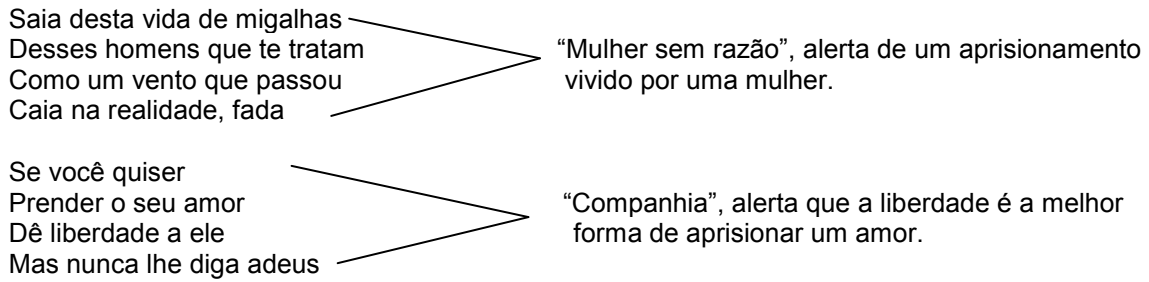 Saia desta vida de migalhas
Desses homens que te tratam
Como um vento que passou
Caia na realidade, fada
“Mulher sem razão”, alerta de um aprisionamento
vivido por uma mulher.
Se você quiser
Prender o seu amor
Dê liberdade a ele
Mas nunca lhe diga adeus
“Companhia”, alerta que a liberdade é a melhor
forma de aprisionar um amor.